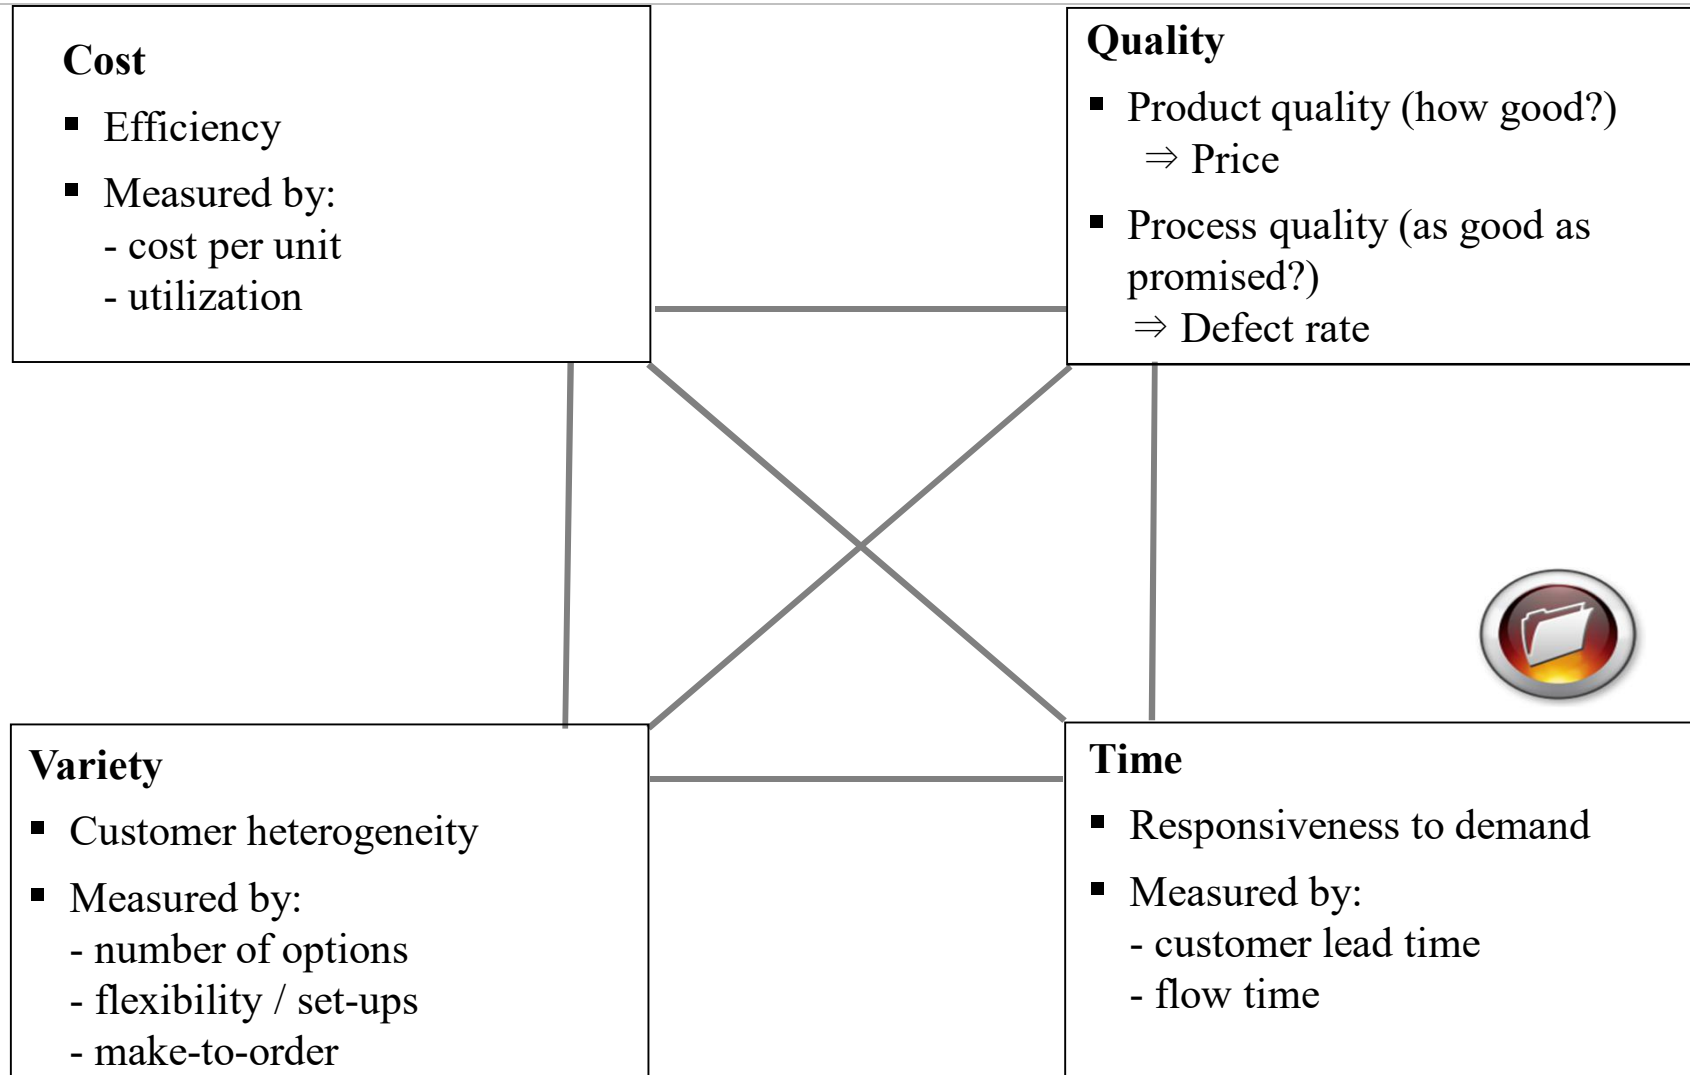 Cost
▪ Efficiency
▪ Measured by:
- cost per unit
- utilization
Quality
▪ Product quality (how good?)
⇒ Price
▪ Process quality (as good as
promised?)
⇒ Defect rate
Variety
▪ Customer heterogeneity
▪ Measured by:
- number of options
- flexibility / set-ups
- make-to-order
Time
▪ Responsiveness to demand
▪ Measured by:
- customer lead time
- flow time